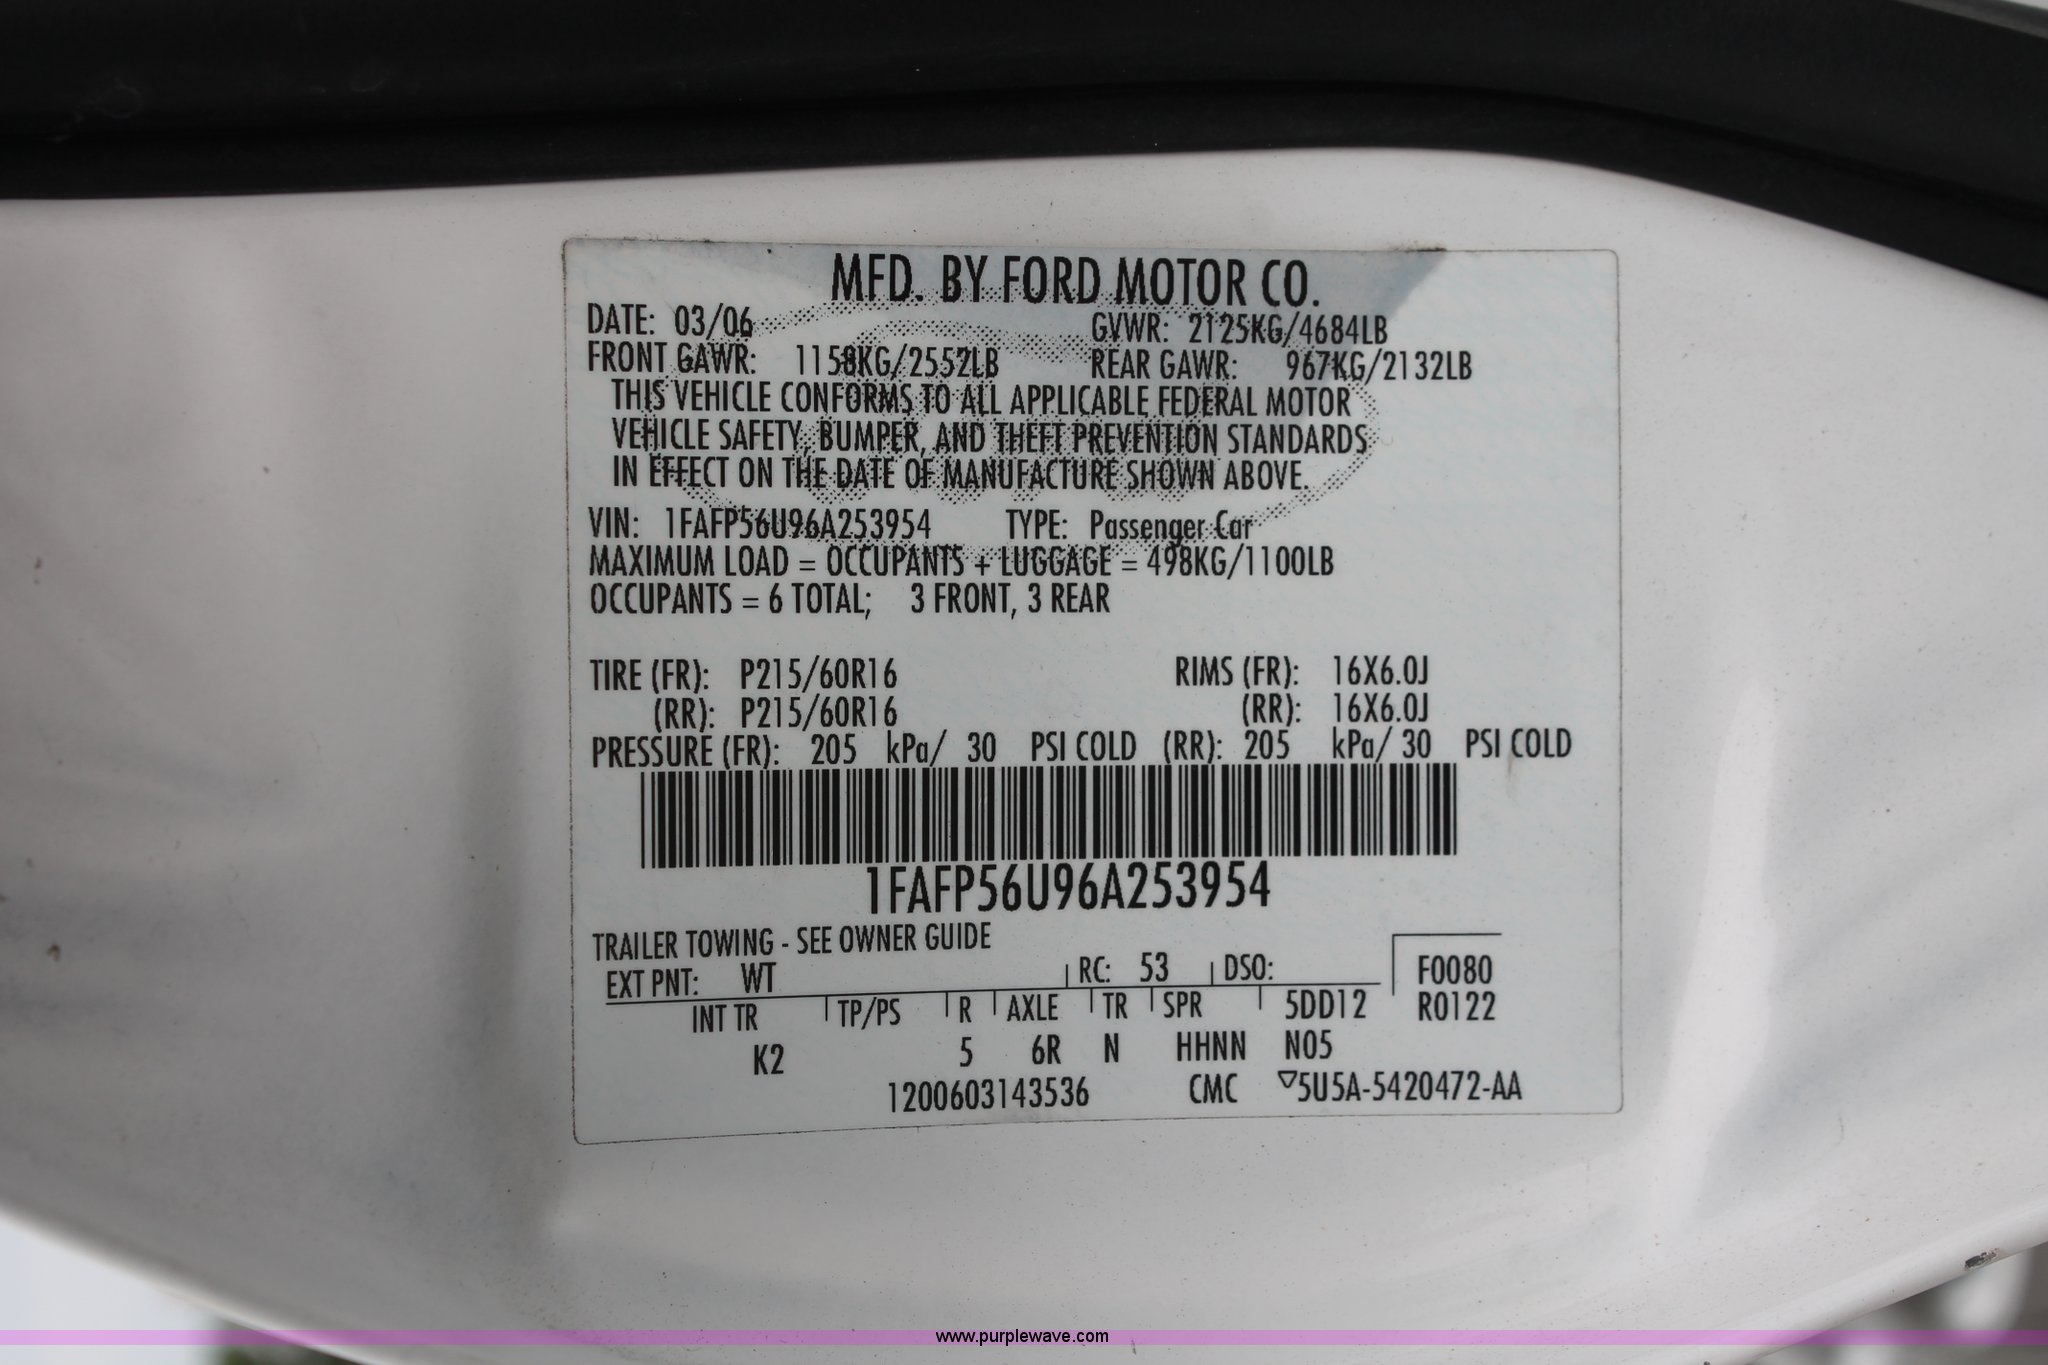 MFD. BY FORD MOTOR CO.
DATE: 03/06 GVWR: 2125KG/4684LB
FRONT GAWR: 1158KG/2552LB REAR GAWR: 967KG/2132LB
THIS VEHICLE CONFORMS TO ALL APPLICABLE FEDERAL MOTOR
VEHICLE SAFETY, BUMPER, AND THEFT PREVENTION STANDARDS
IN EFFECT ON THE DATE OF MANUFACTURE SHOWN ABOVE.
VIN: 1FAFP56U96A253954 TYPE: Passenger Car
MAXIMUM LOAD = OCCUPANTS + LUGGAGE = 498KG/1100LB
OCCUPANTS = 6 TOTAL; 3 FRONT, 3 REAR
TIRE (FR): P215/60R16 RIMS (FR): 16X6.0J
(RR): P215/60R16 (RR): 16X6.0J
PRESSURE (FR): 205 kPa/ 30 PSI COLD (RR): 205 kPa/ 30 PSI COLD
1FAFP56U96A253954
TRAILER TOWING - SEE OWNER GUIDE
EXT PNT: WT RC: 53 DSO: F0080
INT TR TP/PS R AXLE TR SPR 5DD12 R0122
K2 5 6R N HHNN N05
1200603143536 CMC ▽5U5A-5420472-AA
www.purplewave.com